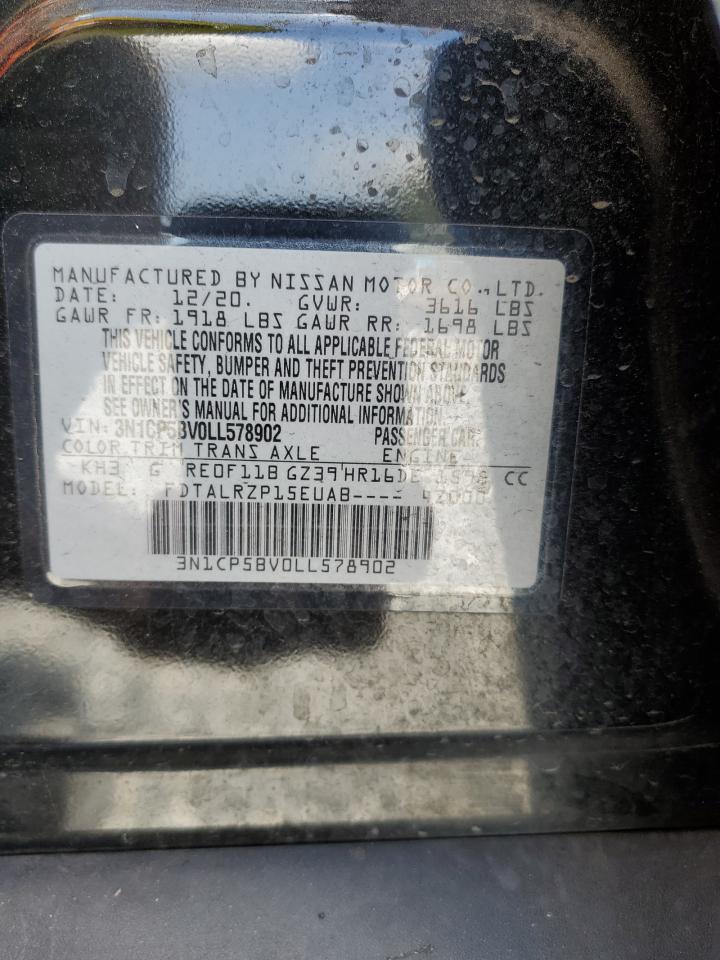 MANUFACTURED BY NISSAN MOTOR CO., LTD.
DATE: 12/20. GVWR: 3616 LBS
GAWR FR: 1918 LBS GAWR RR: 1698 LBS
THIS VEHICLE CONFORMS TO ALL APPLICABLE FEDERAL MOTOR
VEHICLE SAFETY, BUMPER AND THEFT PREVENTION STANDARDS
IN EFFECT ON THE DATE OF MANUFACTURE SHOWN ABOVE.
SEE OWNER'S MANUAL FOR ADDITIONAL INFORMATION.
VIN: 3N1CP5BV0LL578902 PASSENGER CAR.
COLOR TRIM TRANS AXLE ENGINE
KH3 G RE0F11B GZ39 HR16DE 1598 CC
MODEL: FDTALRZP15EUAB----
3N1CP5BV0LL578902